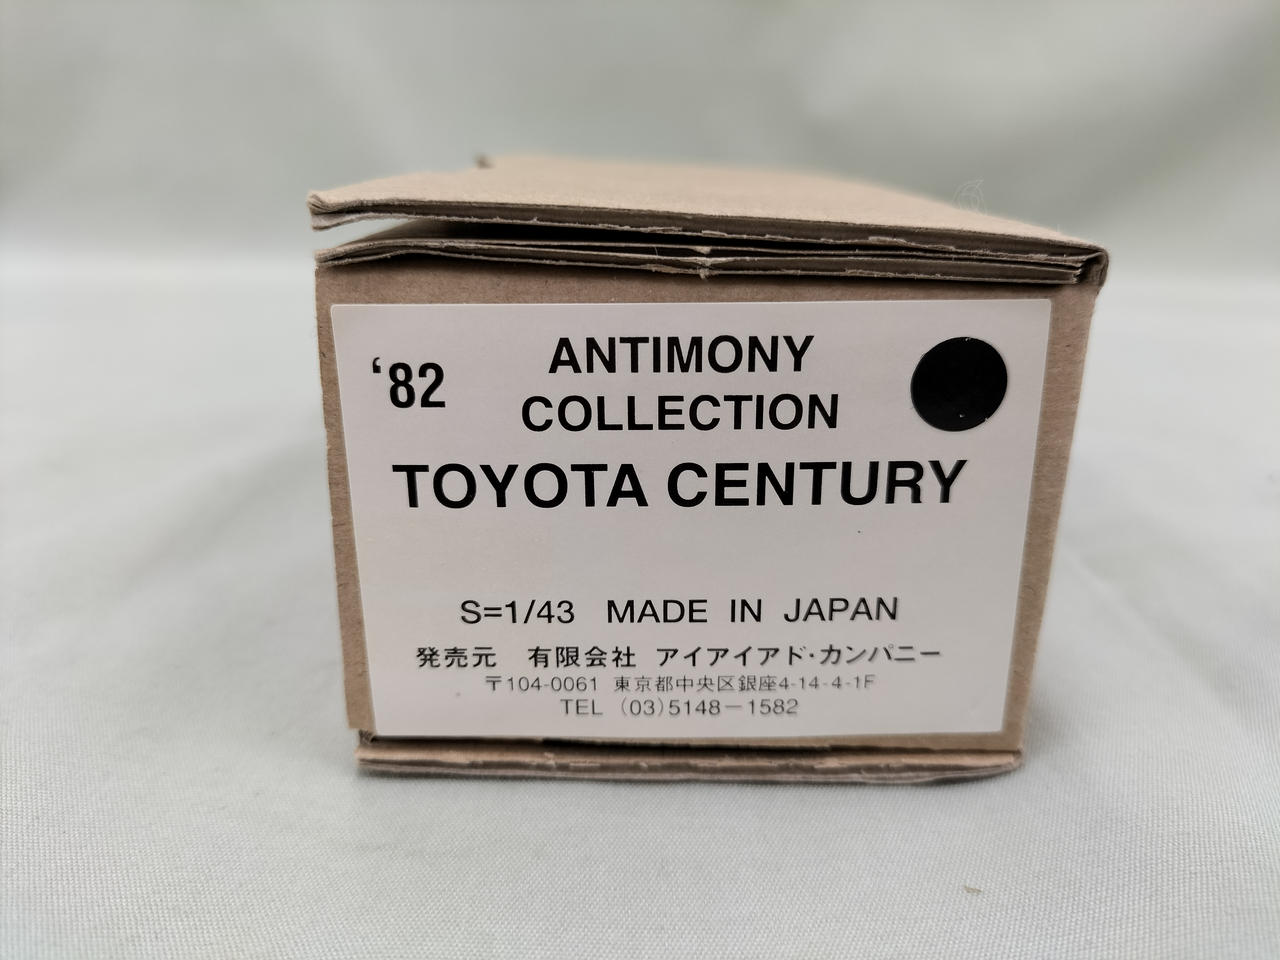 ‘82
ANTIMONY
COLLECTION
TOYOTA CENTURY
S=1/43 MADE IN JAPAN
発売元 有限会社 アイアイアド・カンパニー
〒104-0061 東京都中央区銀座4-14-4-1F
TEL (03)5148－1582